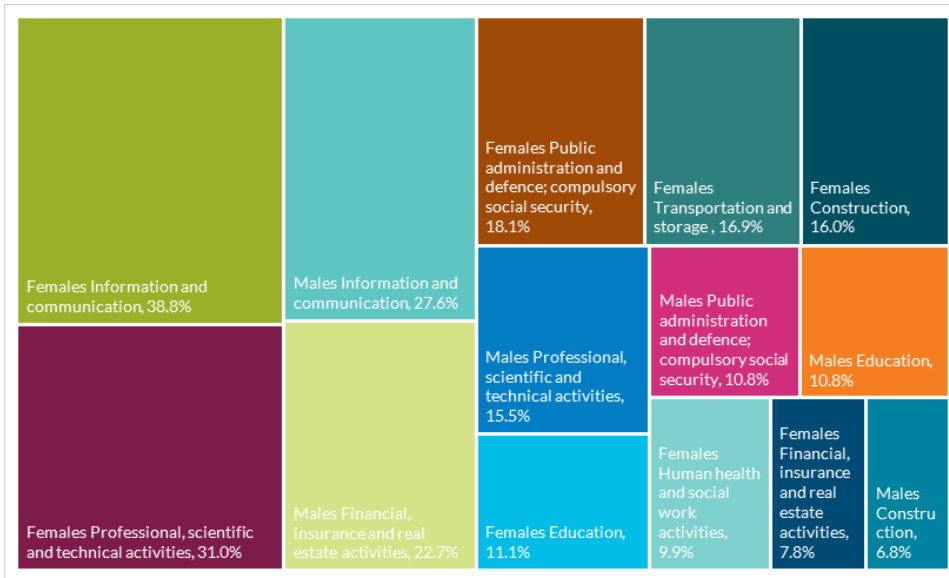 Females Information and
communication, 38.8%
Females Professional, scientific
and technical activities, 31.0%
Males Information and
communication, 27.6%
Males Financial,
insurance and real
estate activities, 22.7%
Females Public
administration and
defence; compulsory
social security,
18.1%
Females
Transportation and
storage , 16.9%
Females
Construction,
16.0%
Males Professional,
scientific and
technical activities,
15.5%
Females Education,
11.1%
Males Public
administration
and defence;
compulsory social
security, 10.8%
Males Education,
10.8%
Females
Human health
and social
work
activities,
9.9%
Females
Financial,
insurance
and real
estate
activities,
7.8%
Males
Constru
ction,
6.8%